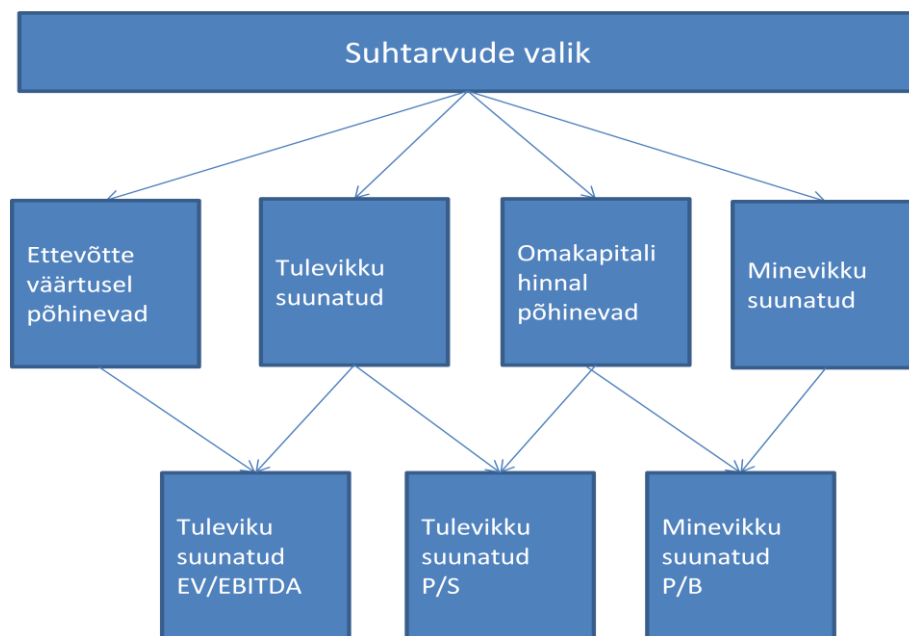 Suhtarvude valik
Ettevõtte
väärtusel
põhinevad
Tulevikku
suunatud
Omakapitali
hinnal
põhinevad
Minevikku
suunatud
Tuleviku
suunatud
EV/EBITDA
Tulevikku
suunatud
P/S
Minevikku
suunatud
P/B